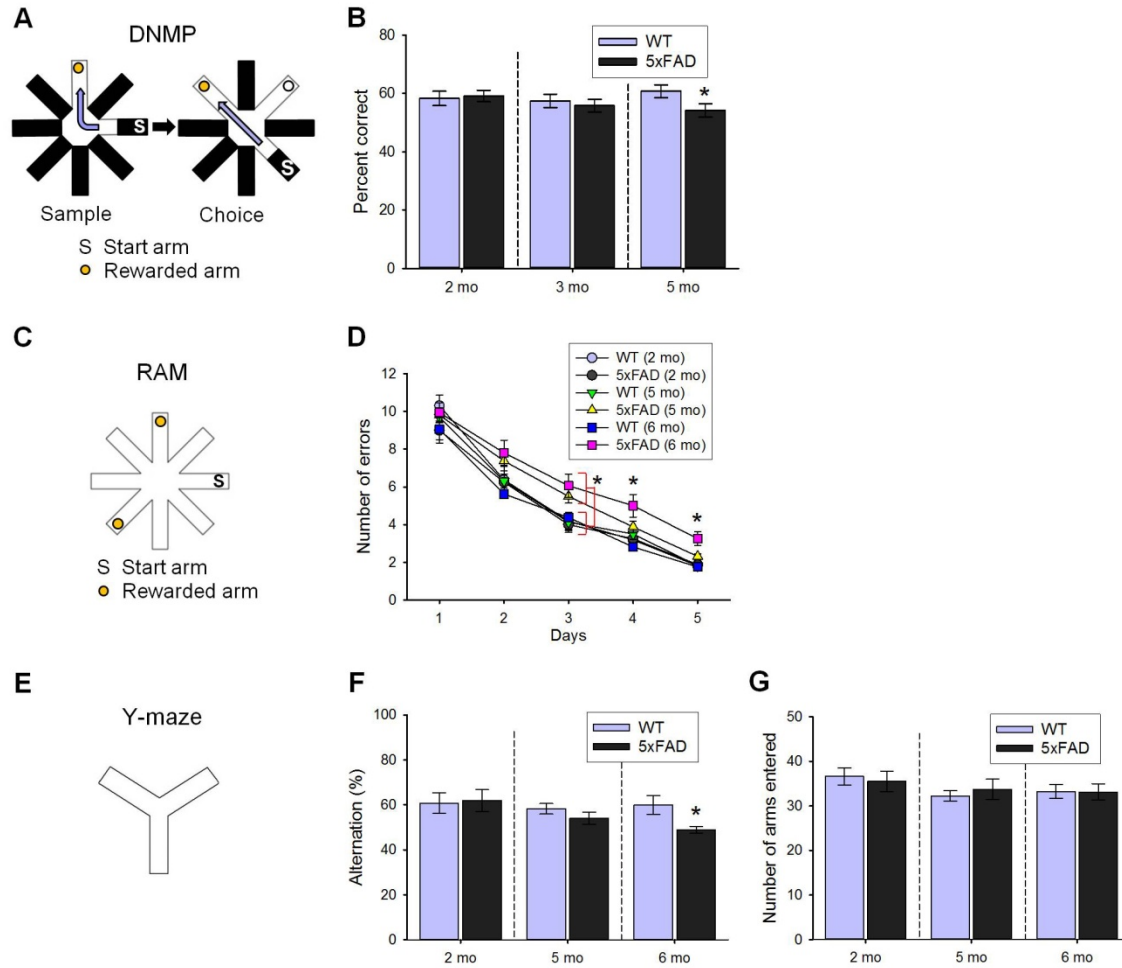 A
DNMP
S
S
Sample
Choice
S Start arm
Rewarded arm
B
80
60
40
20
0
Percent correct
WT
5xFAD
*
2 mo
3 mo
5 mo
C
RAM
S
S Start arm
Rewarded arm
D
12
10
8
6
4
2
0
Number of errors
WT (2 mo)
5xFAD (2 mo)
WT (5 mo)
5xFAD (5 mo)
WT (6 mo)
5xFAD (6 mo)
* * *
1 2 3 4 5
Days
E
Y-maze
F
100
80
60
40
20
0
Alternation (%)
WT
5xFAD
*
2 mo
5 mo
6 mo
G
50
40
30
20
10
0
Number of arms entered
WT
5xFAD
2 mo
5 mo
6 mo